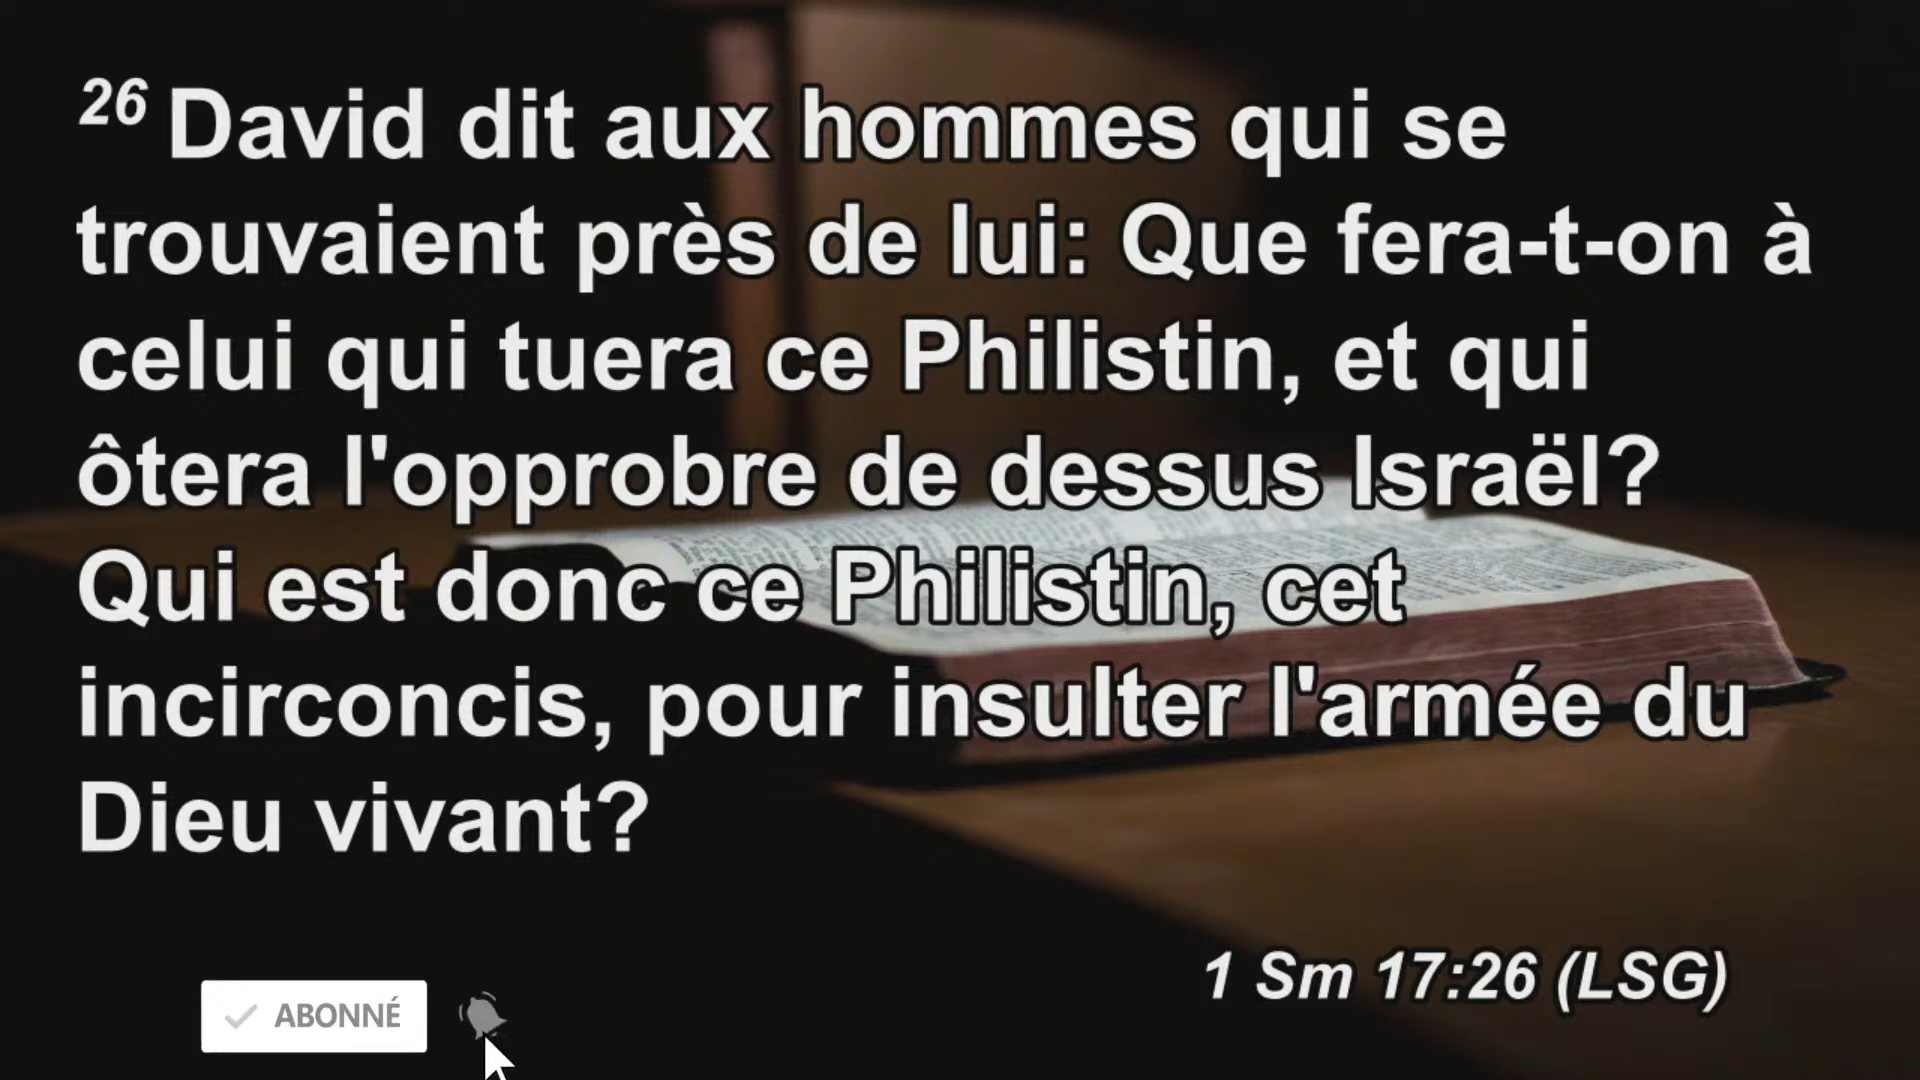 26 David dit aux hommes qui se
trouvaient près de lui: Que fera-t-on à
celui qui tuera ce Philistin, et qui
ôtera l'opprobre de dessus Israël?
Qui est donc ce Philistin, cet
incirconcis, pour insulter l'armée du
Dieu vivant?
1 Sm 17:26 (LSG)
ABONNÉ